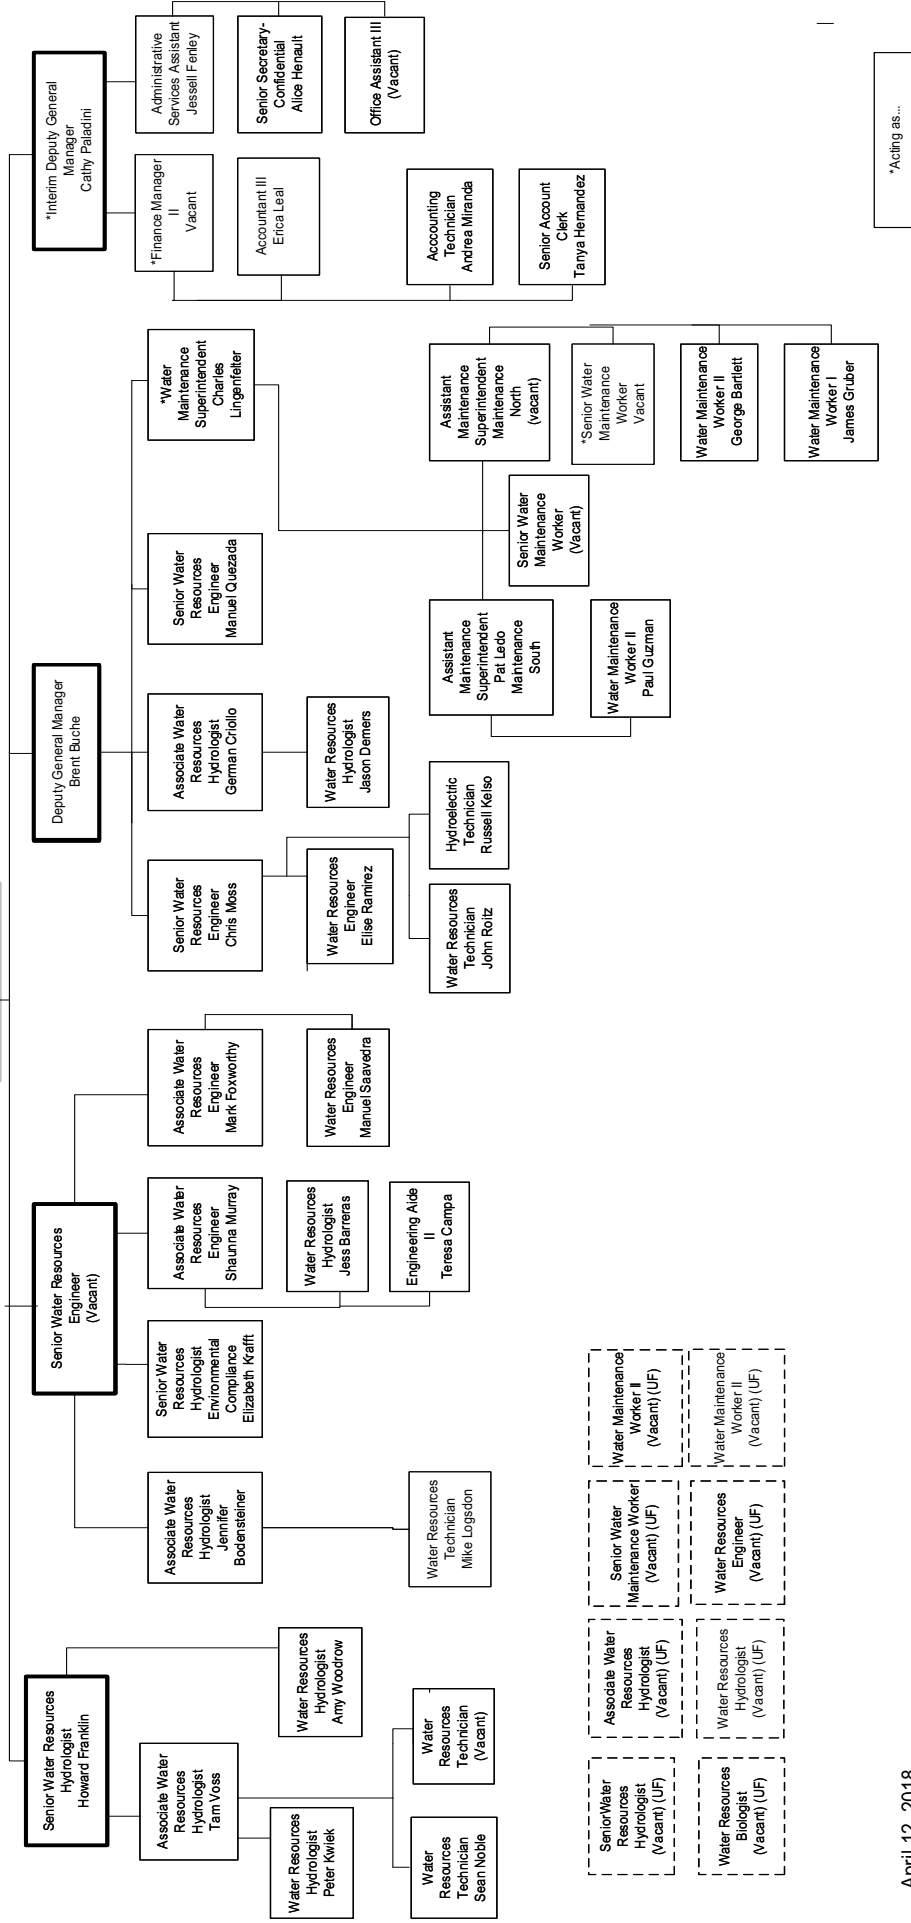 Senior Water Resources
Hydrologist
Howard Franklin
Senior Water Resources
Engineer
(Vacant)
Deputy General Manager
Brent Buche
*Interim Deputy General
Manager
Cathy Paladini
Associate Water
Resources
Hydrologist
Tam Voss
Water Resources
Hydrologist
Amy Woodrow
Water Resources
Hydrologist
Peter Kwiek
Water
Resources
Technician
Sean Noble
Water
Resources
Technician
(Vacant)
Associate Water
Resources
Hydrologist
Jennifer
Bodensteiner
Water Resources
Technician
Mike Logsdon
Senior Water
Resources
Hydrologist
Environmental
Compliance
Elizabeth Krafft
Associate Water
Resources
Engineer
Shaunna Murray
Water Resources
Hydrologist
Jess Barreras
Engineering Aide
II
Teresa Campa
Associate Water
Resources
Engineer
Mark Foxworthy
Water Resources
Engineer
Manuel Saavedra
Senior Water
Resources
Engineer
Chris Moss
Water Resources
Engineer
Elise Ramirez
Water Resources
Technician
John Roitz
Hydroelectric
Technician
Russell Kelso
Associate Water
Resources
Hydrologist
German Criollo
Water Resources
Hydrologist
Jason Demers
Senior Water
Resources
Engineer
Manuel Quezada
*Water
Maintenance
Superintendent
Charles
Lingenfelter
Assistant
Maintenance
Superintendent
Pat Ledo
Maintenance
South
Water Maintenance
Worker II
Paul Guzman
Senior Water
Maintenance
Worker
(Vacant)
Assistant
Maintenance
Superintendent
Maintenance
North
(vacant)
*Senior Water
Maintenance
Worker
Vacant
Water Maintenance
Worker II
George Bartlett
Water Maintenance
Worker I
James Gruber
*Finance Manager
II
Vacant
Accountant III
Erica Leal
Acccounting
Technician
Andrea Miranda
Senior Account
Clerk
Tanya Hernandez
Administrative
Services Assistant
Jessell Fenley
Senior Secretary-
Confidential
Alice Henault
Office Assistant III
(Vacant)
SeniorWater
Resources
Hydrologist
(Vacant) (UF)
Associate Water
Resources
Hydrologist
(Vacant) (UF)
Senior Water
Maintenance Worker
(Vacant) (UF)
Water Maintenance
Worker II
(Vacant) (UF)
Water Resources
Biologist
(Vacant) (UF)
Water Resources
Hydrologist
(Vacant) (UF)
Water Resources
Engineer
(Vacant) (UF)
Water Maintenance
Worker II
(Vacant) (UF)
April 12, 2018
*Acting as...